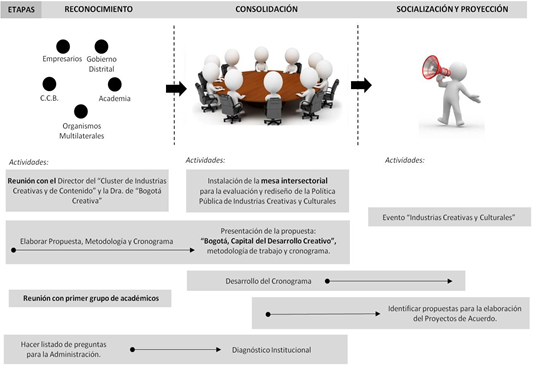 ETAPAS
RECONOCIMIENTO
CONSOLIDACIÓN
SOCIALIZACIÓN Y PROYECCIÓN
Empresarios
Gobierno
Distrital
C.C.B.
Academia
Organismos
Multilaterales
Actividades:
Actividades:
Actividades:
Reunión con el Director del "Cluster de Industrias
Creativas y de Contenido" y la Dra. de "Bogotá
Creativa"
Instalación de la mesa intersectorial
para la evaluación y rediseño de la Política
Pública de Industrias Creativas y Culturales
Evento "Industrias Creativas y Culturales"
Elaborar Propuesta, Metodología y Cronograma
Presentación de la propuesta:
"Bogotá, Capital del Desarrollo Creativo",
metodología de trabajo y cronograma.
Desarrollo del Cronograma
Reunión con primer grupo de académicos
Identificar propuestas para la elaboración
del Proyectos de Acuerdo.
Hacer listado de preguntas
para la Administración.
Diagnóstico Institucional